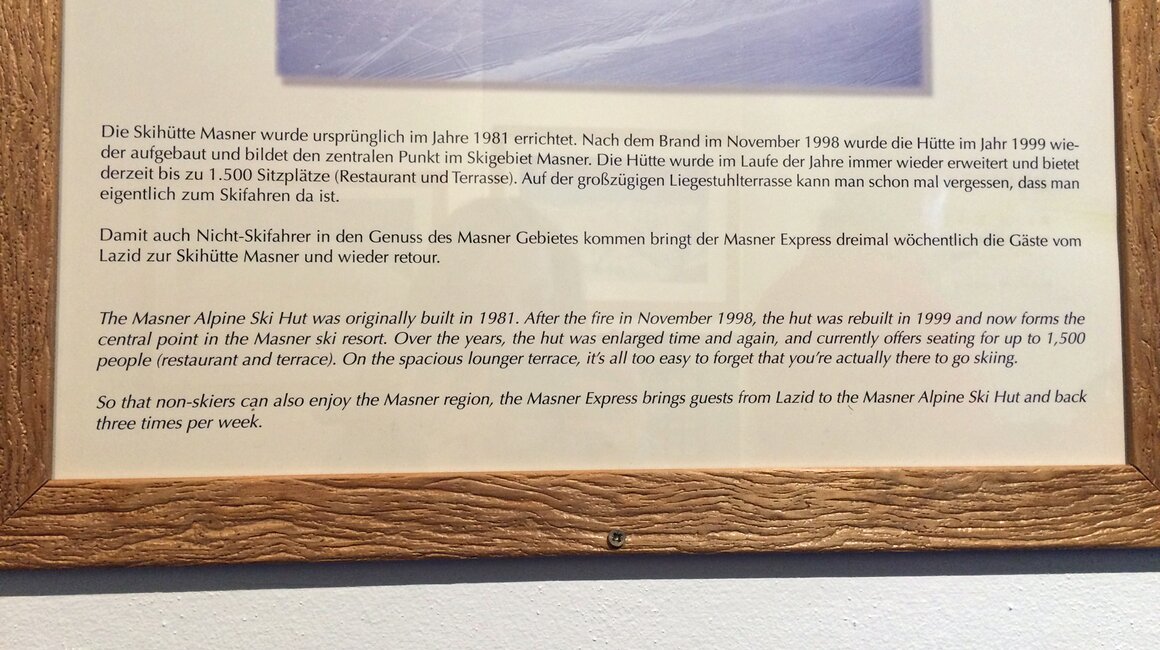 Die Skihütte Masner wurde ursprünglich im Jahre 1981 errichtet. Nach dem Brand im November 1998 wurde die Hütte im Jahr 1999 wie-
der aufgebaut und bildet den zentralen Punkt im Skigebiet Masner. Die Hütte wurde im Laufe der Jahre immer wieder erweitert und bietet
derzeit bis zu 1.500 Sitzplätze (Restaurant und Terrasse). Auf der großzügigen Liegestuhlterrasse kann man schon mal vergessen, dass man
eigentlich zum Skifahren da ist.
Damit auch Nicht-Skifahrer in den Genuss des Masner Gebietes kommen bringt der Masner Express dreimal wöchentlich die Gäste vom
Lazid zur Skihütte Masner und wieder retour.
The Masner Alpine Ski Hut was originally built in 1981. After the fire in November 1998, the hut was rebuilt in 1999 and now forms the
central point in the Masner ski resort. Over the years, the hut was enlarged time and again, and currently offers seating for up to 1,500
people (restaurant and terrace). On the spacious lounger terrace, it's all too easy to forget that you're actually there to go skiing.
So that non-skiers can also enjoy the Masner region, the Masner Express brings guests from Lazid to the Masner Alpine Ski Hut and back
three times per week.